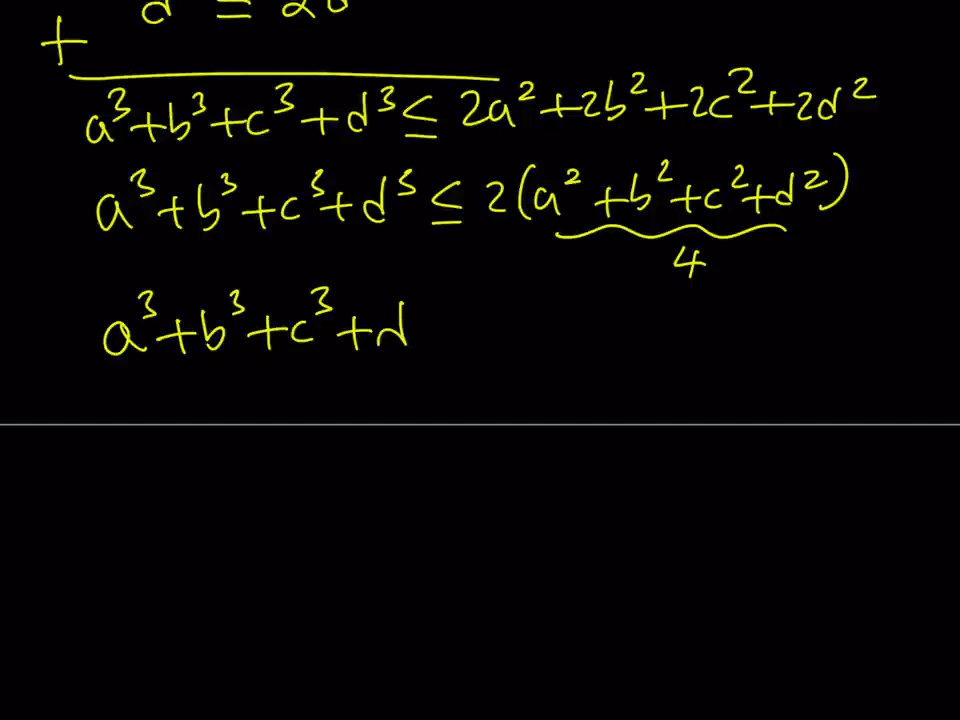 +
a³+b³+c³+d³≤ 2a²+2b²+2c²+2d²
a³+b³+c³+d³ ≤ 2(a²+b²+c²+d²)
4
a³+b³+c³+d